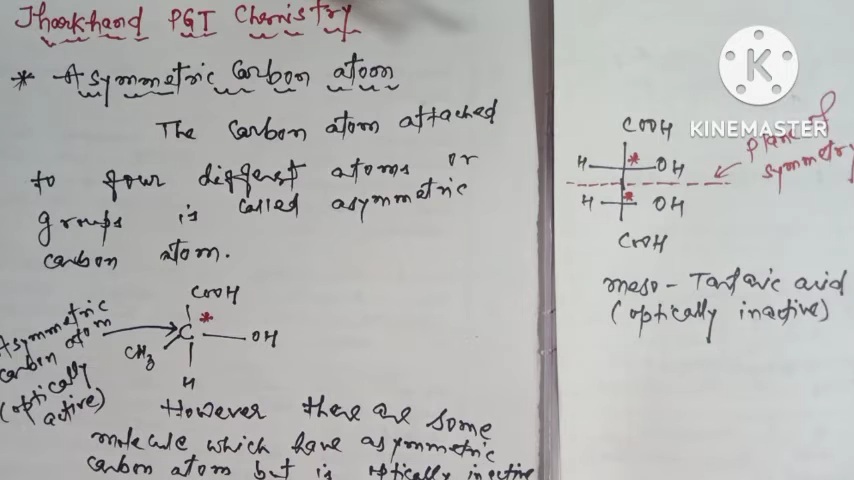 Jharkhand PGT Chemistry
* Asymmetric Carbon atom
The carbon atom attached
to four different atoms or
groups is called asymmetric
carbon atom.
COOH
Asymmetric
carbon atom
(optically
active)
C *
OH
CH3
H
However there are some
molecule which have asymmetric
carbon atom but is optically inactive
K
KINEMASTER
COOH
H * OH
plane of
symmetry
H * OH
COOH
meso - Tartaric acid
(optically inactive)